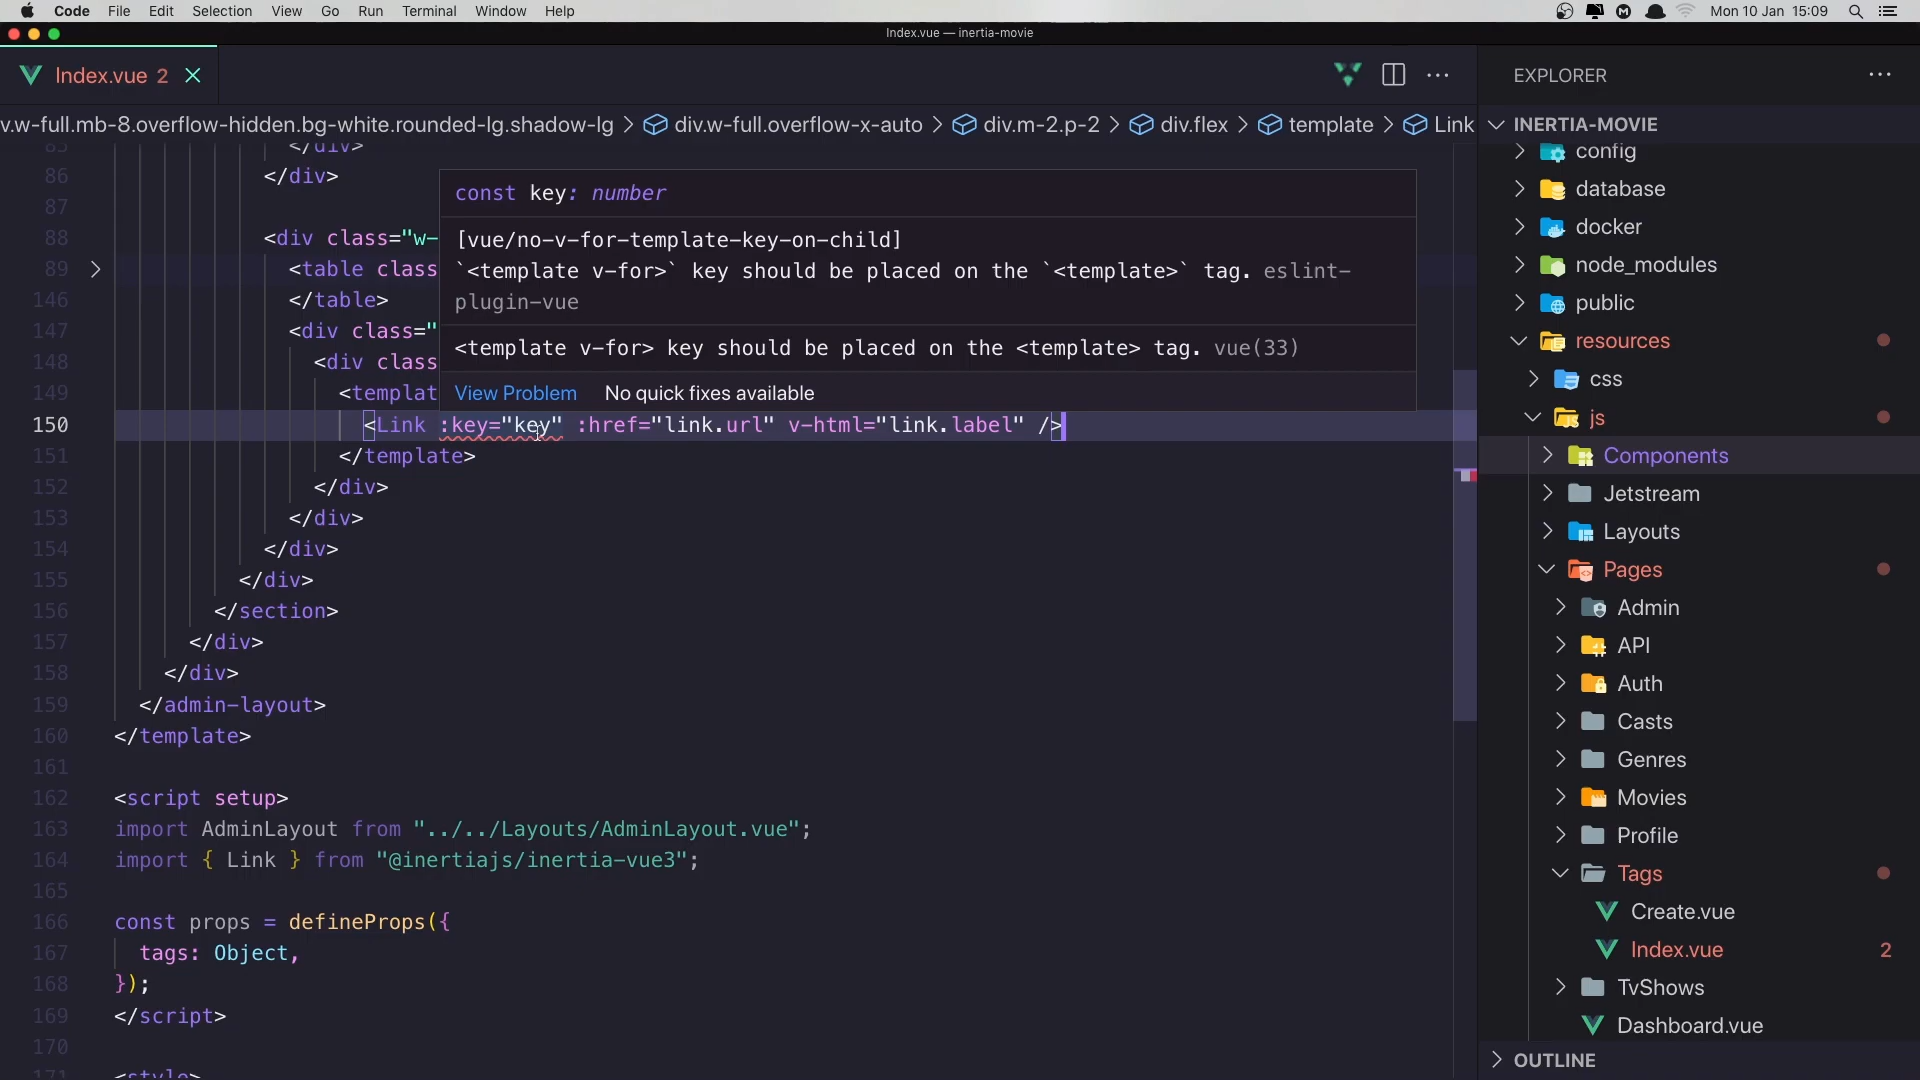 Code File Edit Selection View Go Run Terminal Window Help Mon 10 Jan 15:09
Index.vue — inertia-movie
Index.vue 2
v.w-full.mb-8.overflow-hidden.bg-white.rounded-lg.shadow-lg > div.w-full.overflow-x-auto > div.m-2.p-2 > div.flex > template > Link
85 </div>
86 </div>
87
88 <div class="w-
89 <table class
146 </table>
147 <div class="
148 <div class
149 <templat
150 <Link :key="key" :href="link.url" v-html="link.label" />
151 </template>
152 </div>
153 </div>
154 </div>
155 </div>
156 </section>
157 </div>
158 </div>
159 </admin-layout>
160 </template>
161
162 <script setup>
163 import AdminLayout from "../../Layouts/AdminLayout.vue";
164 import { Link } from "@inertiajs/inertia-vue3";
165
166 const props = defineProps({
167 tags: Object,
168 });
169 </script>
170
171 <style>
const key: number
[vue/no-v-for-template-key-on-child]
`<template v-for>` key should be placed on the `<template>` tag. eslint-
plugin-vue
<template v-for> key should be placed on the <template> tag. vue(33)
View Problem No quick fixes available
EXPLORER
INERTIA-MOVIE
config
database
docker
node_modules
public
resources
css
js
Components
Jetstream
Layouts
Pages
Admin
API
Auth
Casts
Genres
Movies
Profile
Tags
Create.vue
Index.vue 2
TvShows
Dashboard.vue
OUTLINE